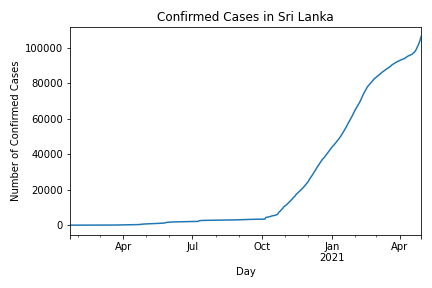 Confirmed Cases in Sri Lanka
100000
80000
60000
40000
20000
0
Number of Confirmed Cases
Apr
Jul
Oct
Jan
2021
Apr
Day